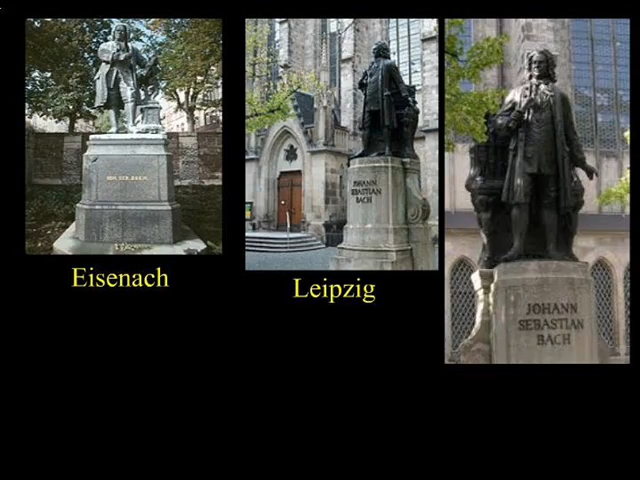 Eisenach
JOHANN
SEBASTIAN
BACH
Leipzig
JOHANN
SEBASTIAN
BACH